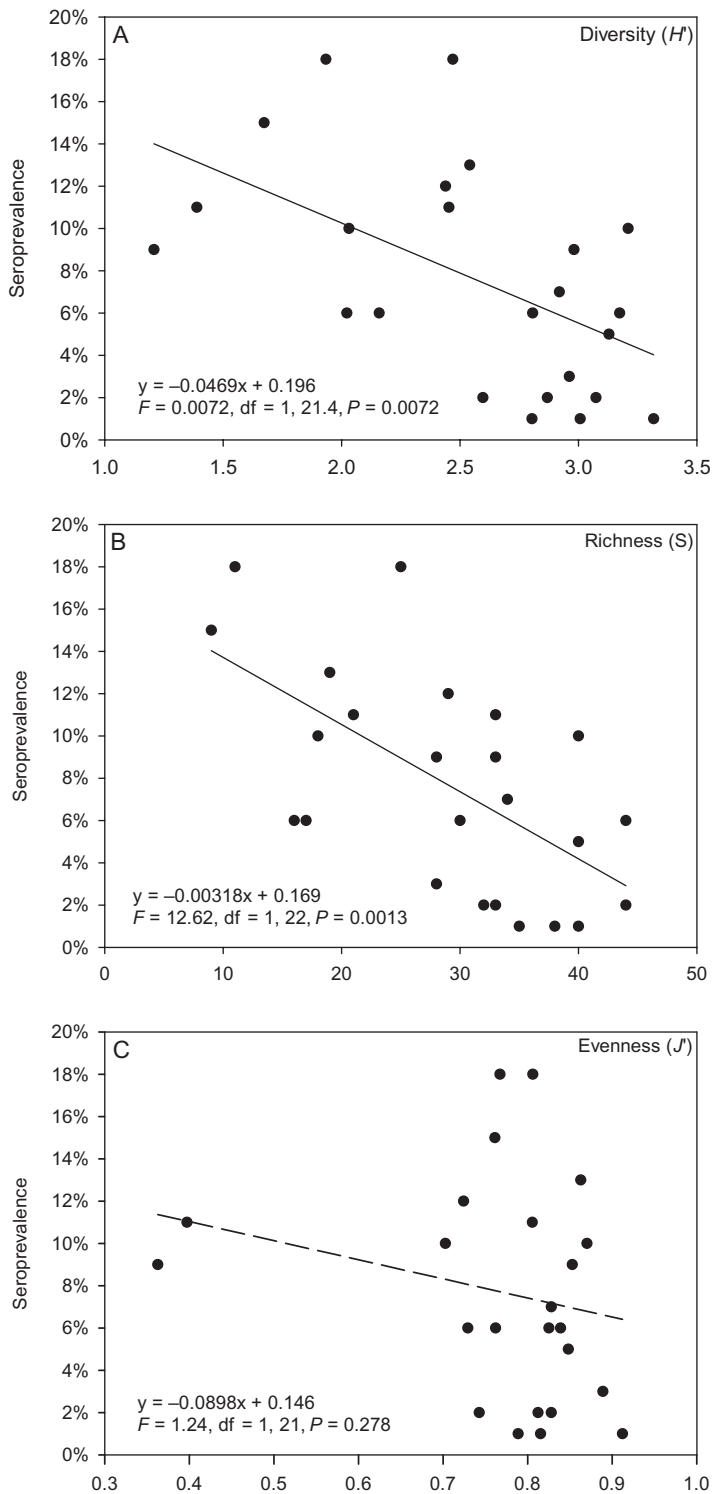 A
Diversity (H')
20%
18%
16%
14%
12%
10%
8%
6%
4%
2%
0%
Seroprevalence
y = –0.0469x + 0.196
F = 0.0072, df = 1, 21.4, P = 0.0072
1.0 1.5 2.0 2.5 3.0 3.5
B
Richness (S)
20%
18%
16%
14%
12%
10%
8%
6%
4%
2%
0%
Seroprevalence
y = –0.00318x + 0.169
F = 12.62, df = 1, 22, P = 0.0013
0 10 20 30 40 50
C
Evenness (J')
20%
18%
16%
14%
12%
10%
8%
6%
4%
2%
0%
Seroprevalence
y = –0.0898x + 0.146
F = 1.24, df = 1, 21, P = 0.278
0.3 0.4 0.5 0.6 0.7 0.8 0.9 1.0